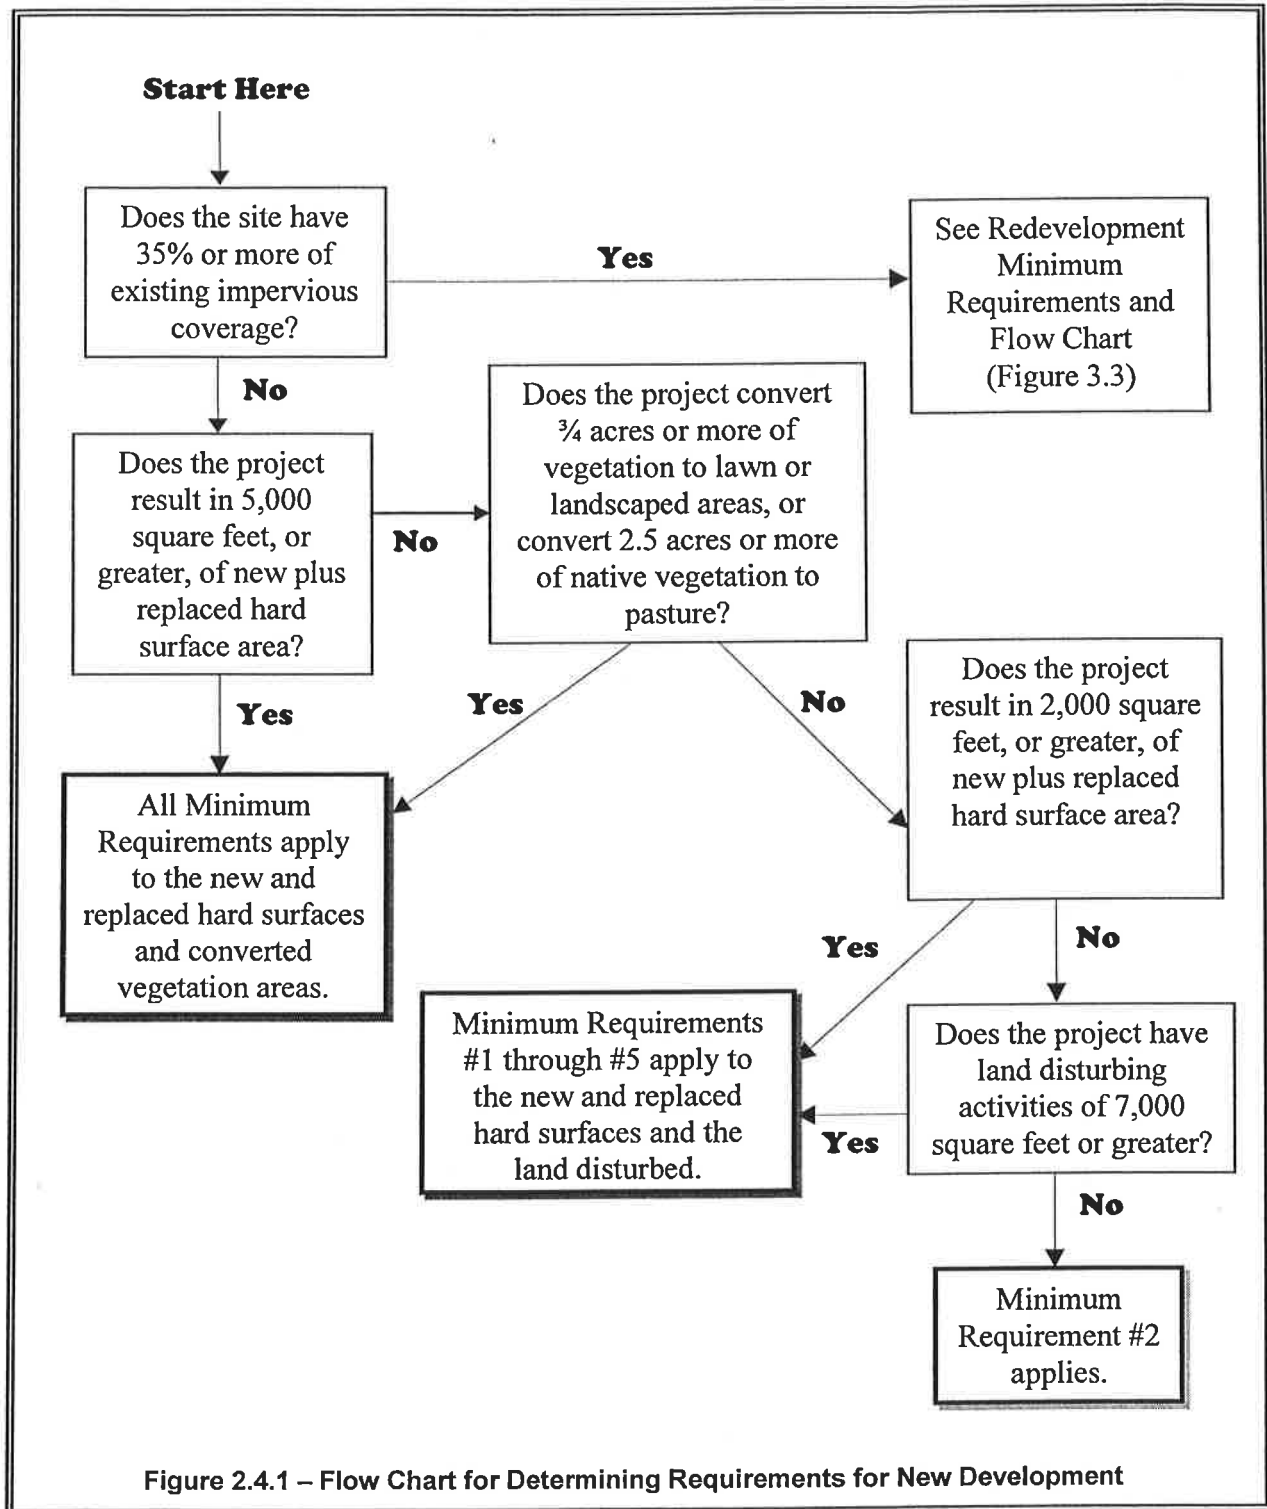 Start Here
Does the site have
35% or more of
existing impervious
coverage?
Yes
See Redevelopment
Minimum
Requirements and
Flow Chart
(Figure 3.3)
No
Does the project convert
¾ acres or more of
vegetation to lawn or
landscaped areas, or
convert 2.5 acres or more
of native vegetation to
pasture?
Does the project
result in 5,000
square feet, or
greater, of new plus
replaced hard
surface area?
No
Yes
Yes
No
Does the project
result in 2,000 square
feet, or greater, of
new plus replaced
hard surface area?
All Minimum
Requirements apply
to the new and
replaced hard surfaces
and converted
vegetation areas.
Yes
No
Minimum Requirements
#1 through #5 apply to
the new and replaced
hard surfaces and the
land disturbed.
Does the project have
land disturbing
activities of 7,000
square feet or greater?
Yes
No
Minimum
Requirement #2
applies.
Figure 2.4.1 – Flow Chart for Determining Requirements for New Development